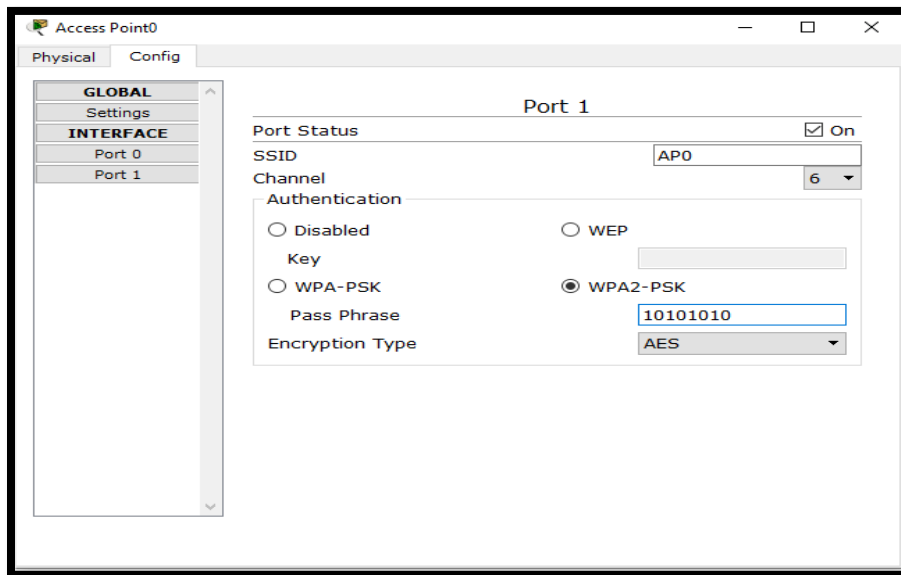 Access Point0
Physical Config
GLOBAL
Settings
INTERFACE
Port 0
Port 1
Port 1
Port Status On
SSID AP0
Channel 6
Authentication
Disabled WEP
Key
WPA-PSK WPA2-PSK
Pass Phrase 10101010
Encryption Type AES